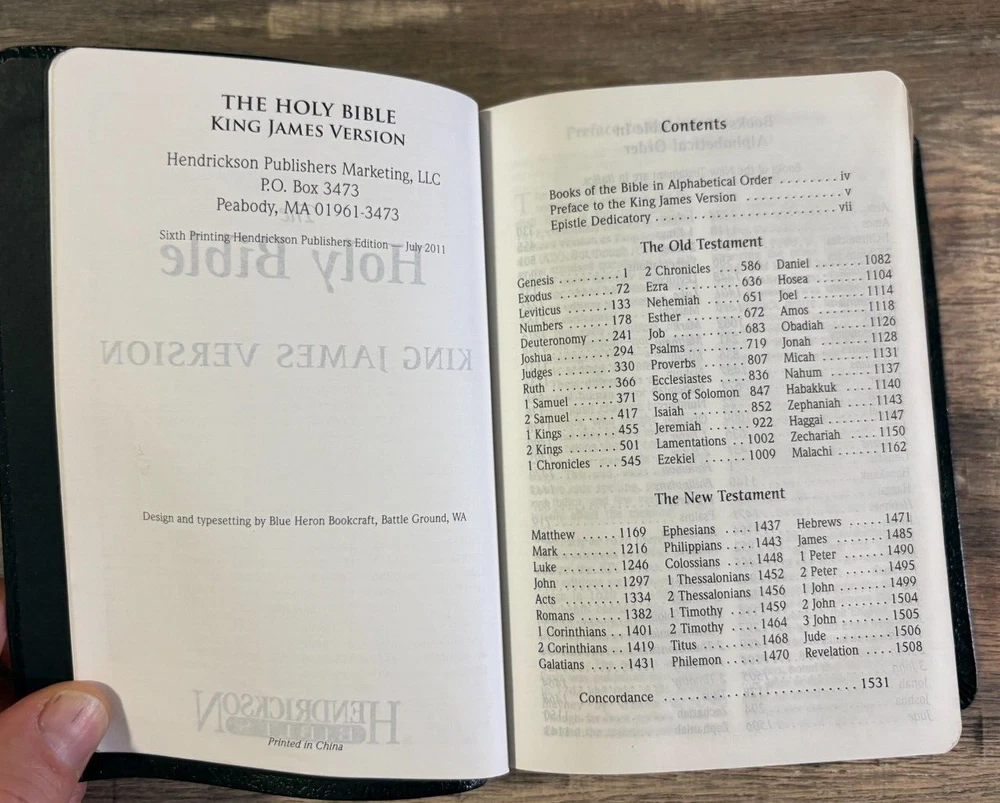 THE HOLY BIBLE
KING JAMES VERSION
Hendrickson Publishers Marketing, LLC
P.O. Box 3473
Peabody, MA 01961-3473
Sixth Printing Hendrickson Publishers Edition — July 2011
The
Holy Bible
KING JAMES VERSION
Design and typesetting by Blue Heron Bookcraft, Battle Ground, WA
HENDRICKSON
Printed in China
Contents
Books of the Bible in Alphabetical Order ........ iv
Preface to the King James Version ........ v
Epistle Dedicatory ........ vii
The Old Testament
Genesis ........ 1
Exodus ........ 72
Leviticus ...... 133
Numbers ...... 178
Deuteronomy .... 241
Joshua ........ 294
Judges ........ 330
Ruth ......... 366
1 Samuel ....... 371
2 Samuel ....... 417
1 Kings ....... 455
2 Kings ....... 501
1 Chronicles ... 545
2 Chronicles ... 586
Ezra ......... 636
Nehemiah ...... 651
Esther ........ 672
Job .......... 683
Psalms ........ 719
Proverbs ....... 807
Ecclesiastes .... 836
Song of Solomon 847
Isaiah ........ 852
Jeremiah ....... 922
Lamentations .. 1002
Ezekiel ....... 1009
Daniel ....... 1082
Hosea ........ 1104
Joel ......... 1114
Amos ........ 1118
Obadiah ...... 1126
Jonah ........ 1128
Micah ........ 1131
Nahum ....... 1137
Habakkuk ..... 1140
Zephaniah .... 1143
Haggai ....... 1147
Zechariah .... 1150
Malachi ...... 1162
The New Testament
Matthew ..... 1169
Mark ........ 1216
Luke ........ 1246
John ........ 1297
Acts ........ 1334
Romans ...... 1382
1 Corinthians .. 1401
2 Corinthians .. 1419
Galatians ..... 1431
Ephesians .... 1437
Philippians .... 1443
Colossians .... 1448
1 Thessalonians 1452
2 Thessalonians 1456
1 Timothy .... 1459
2 Timothy .... 1464
Titus ........ 1468
Philemon ..... 1470
Hebrews ..... 1471
James ....... 1485
1 Peter ...... 1490
2 Peter ...... 1495
1 John ....... 1499
2 John ....... 1504
3 John ....... 1505
Jude ........ 1506
Revelation .... 1508
Concordance ........................ 1531